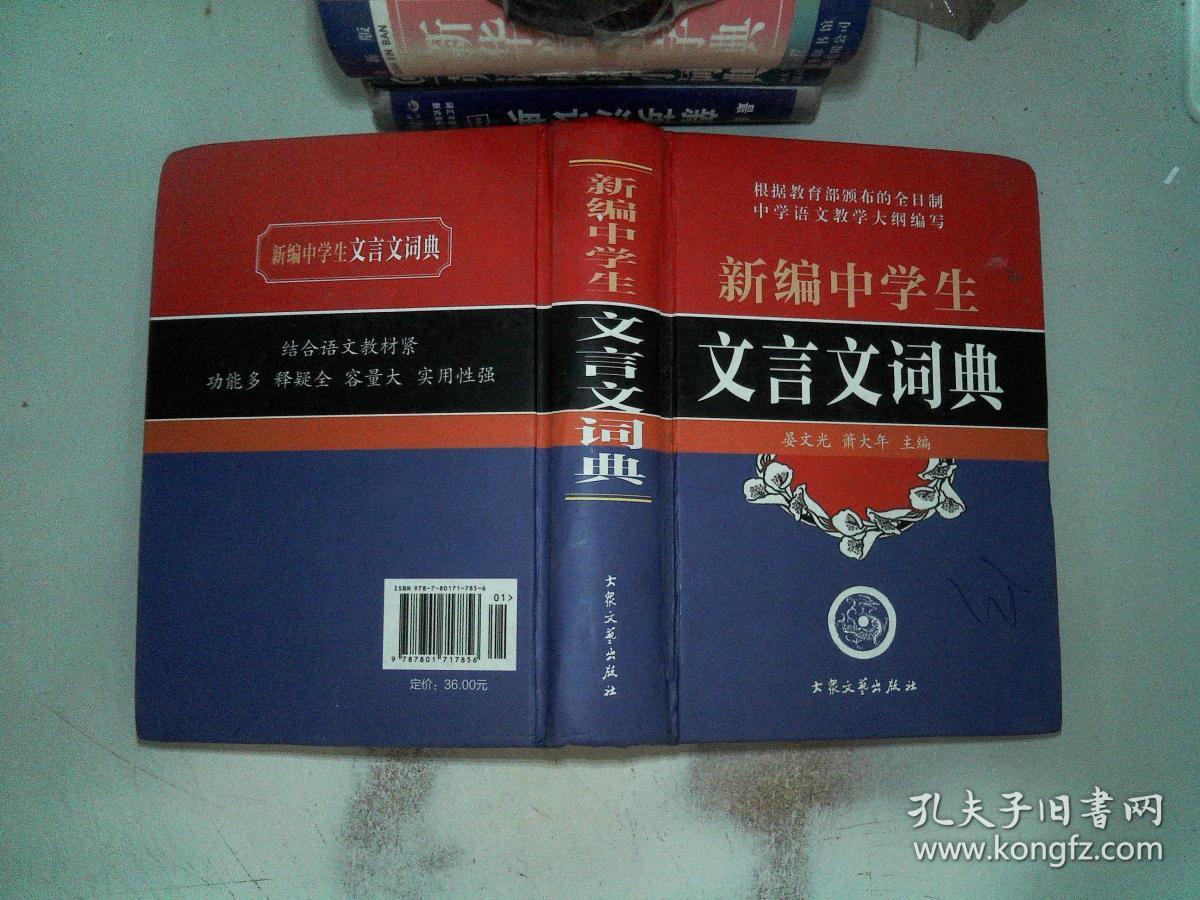 新编中学生文言文词典
结合语文教材紧
功能多 释疑全 容量大 实用性强
ISBN 978-7-80171-785-6
01>
9 787801 717856
定价：36.00元
新编中学生
文言文词典
大众文艺出版社
根据教育部颁布的全日制
中学语文教学大纲编写
新编中学生
文言文词典
晏文光 萧大年 主编
大众文艺出版社
孔夫子旧书网
www.kongfz.com